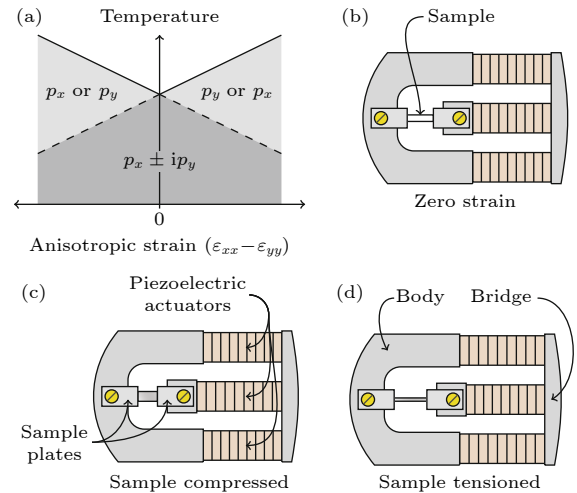 (a)
Temperature
p_x or p_y
p_y or p_x
p_x ± ip_y
0
Anisotropic strain (ε_xx−ε_yy)
(b)
Sample
Zero strain
(c)
Piezoelectric
actuators
Sample
plates
Sample compressed
(d)
Body
Bridge
Sample tensioned